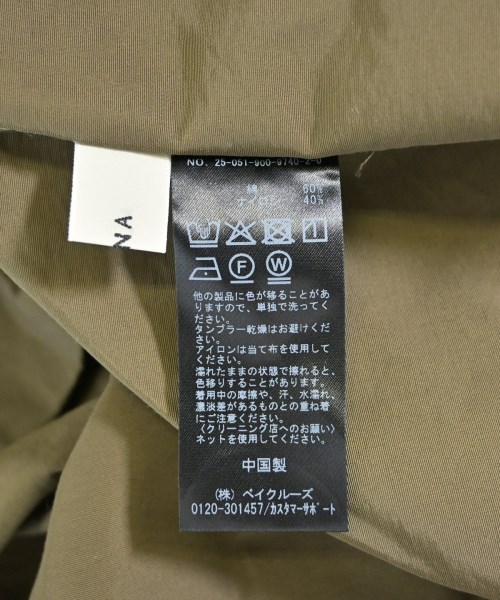 NO. 25-051-900-9740-2-0
綿 60%
ナイロン 40%
F W
他の製品に色が移ることがあ
りますので、単独で洗ってく
ださい。
タンブラー乾燥はお避けくだ
さい。
アイロンは当て布を使用して
ください。
濡れたままの状態で擦れると、
色移りすることがあります。
着用中の摩擦や、汗、水濡れ、
濃淡差があるものとの重ね着
にご注意ください。
〈クリーニング店へのお願い〉
ネットを使用してください。
中国製
(株) ベイクルーズ
0120-301457/カスタマーサポート
NA